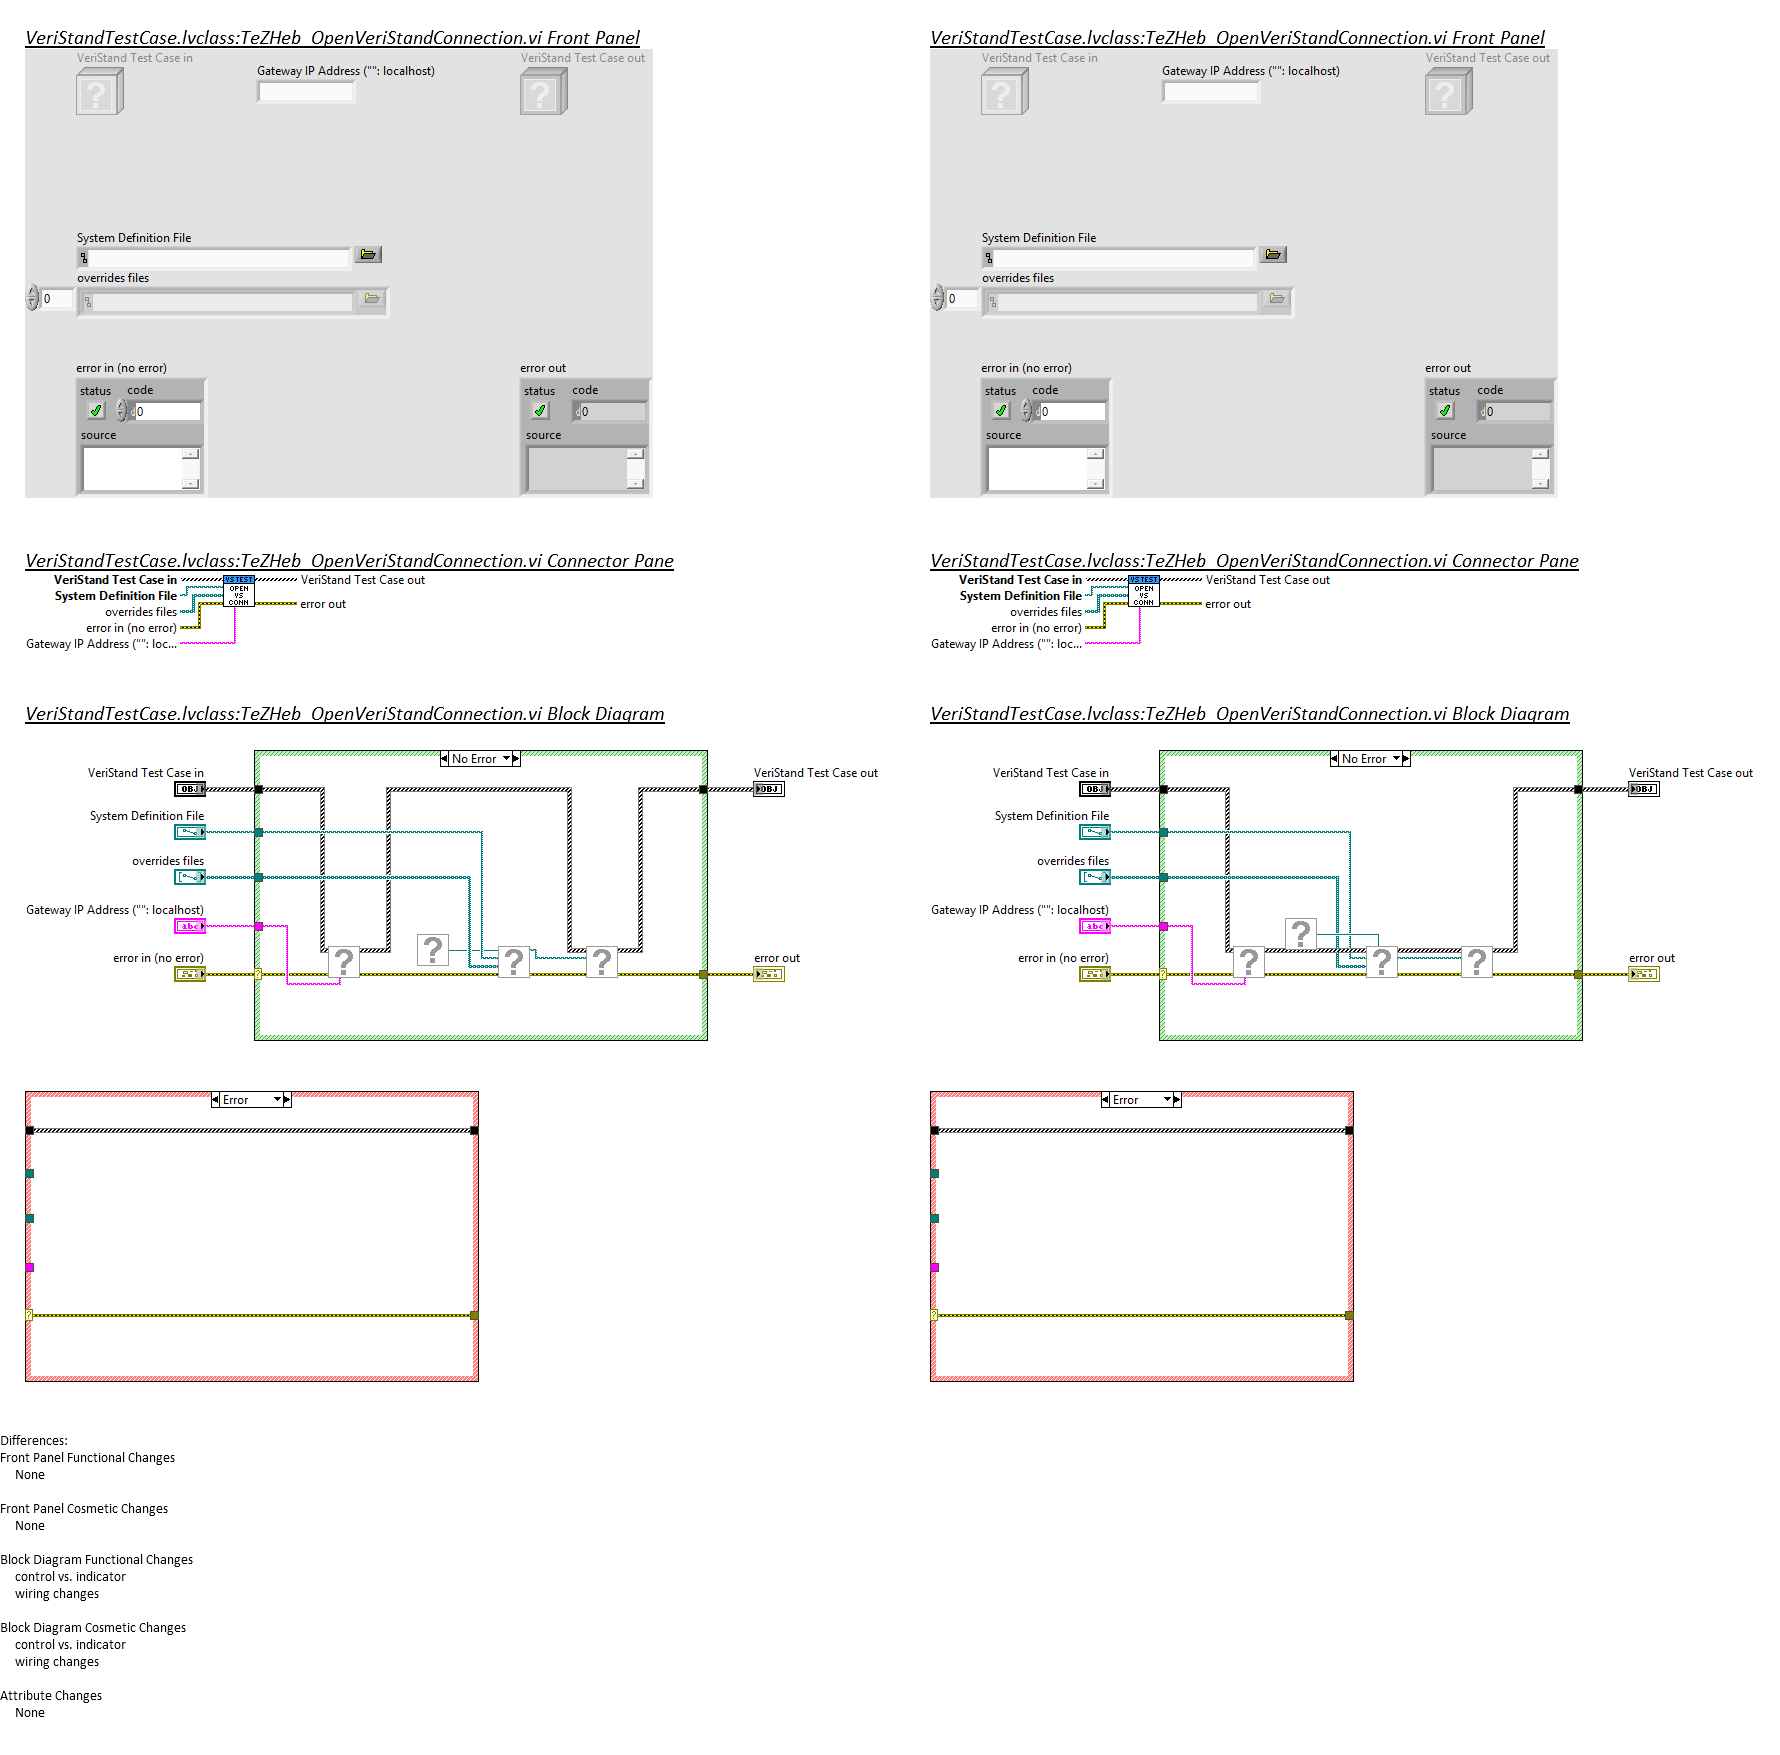 VeriStandTestCase.lvclass:TeZHeb_OpenVeriStandConnection.vi Front Panel
VeriStand Test Case in
Gateway IP Address ("": localhost)
VeriStand Test Case out
System Definition File
overrides files
0
error in (no error)
status code
d 0
source
error out
status code
d 0
source
VeriStandTestCase.lvclass:TeZHeb_OpenVeriStandConnection.vi Front Panel
VeriStand Test Case in
Gateway IP Address ("": localhost)
VeriStand Test Case out
System Definition File
overrides files
0
error in (no error)
status code
d 0
source
error out
status code
d 0
source
VeriStandTestCase.lvclass:TeZHeb_OpenVeriStandConnection.vi Connector Pane
VeriStand Test Case in
System Definition File
overrides files
error in (no error)
Gateway IP Address ("": loc...
VS TEST
OPEN
VS
CONN
VeriStand Test Case out
error out
VeriStandTestCase.lvclass:TeZHeb_OpenVeriStandConnection.vi Connector Pane
VeriStand Test Case in
System Definition File
overrides files
error in (no error)
Gateway IP Address ("": loc...
VS TEST
OPEN
VS
CONN
VeriStand Test Case out
error out
VeriStandTestCase.lvclass:TeZHeb_OpenVeriStandConnection.vi Block Diagram
No Error
VeriStand Test Case in
OBJ
System Definition File
overrides files
Gateway IP Address ("": localhost)
abc
error in (no error)
?
? ? ? ?
VeriStand Test Case out
OBJ
error out
Error
?
VeriStandTestCase.lvclass:TeZHeb_OpenVeriStandConnection.vi Block Diagram
No Error
VeriStand Test Case in
OBJ
System Definition File
overrides files
Gateway IP Address ("": localhost)
abc
error in (no error)
?
? ? ? ?
VeriStand Test Case out
OBJ
error out
Error
?
Differences:
Front Panel Functional Changes
None
Front Panel Cosmetic Changes
None
Block Diagram Functional Changes
control vs. indicator
wiring changes
Block Diagram Cosmetic Changes
control vs. indicator
wiring changes
Attribute Changes
None